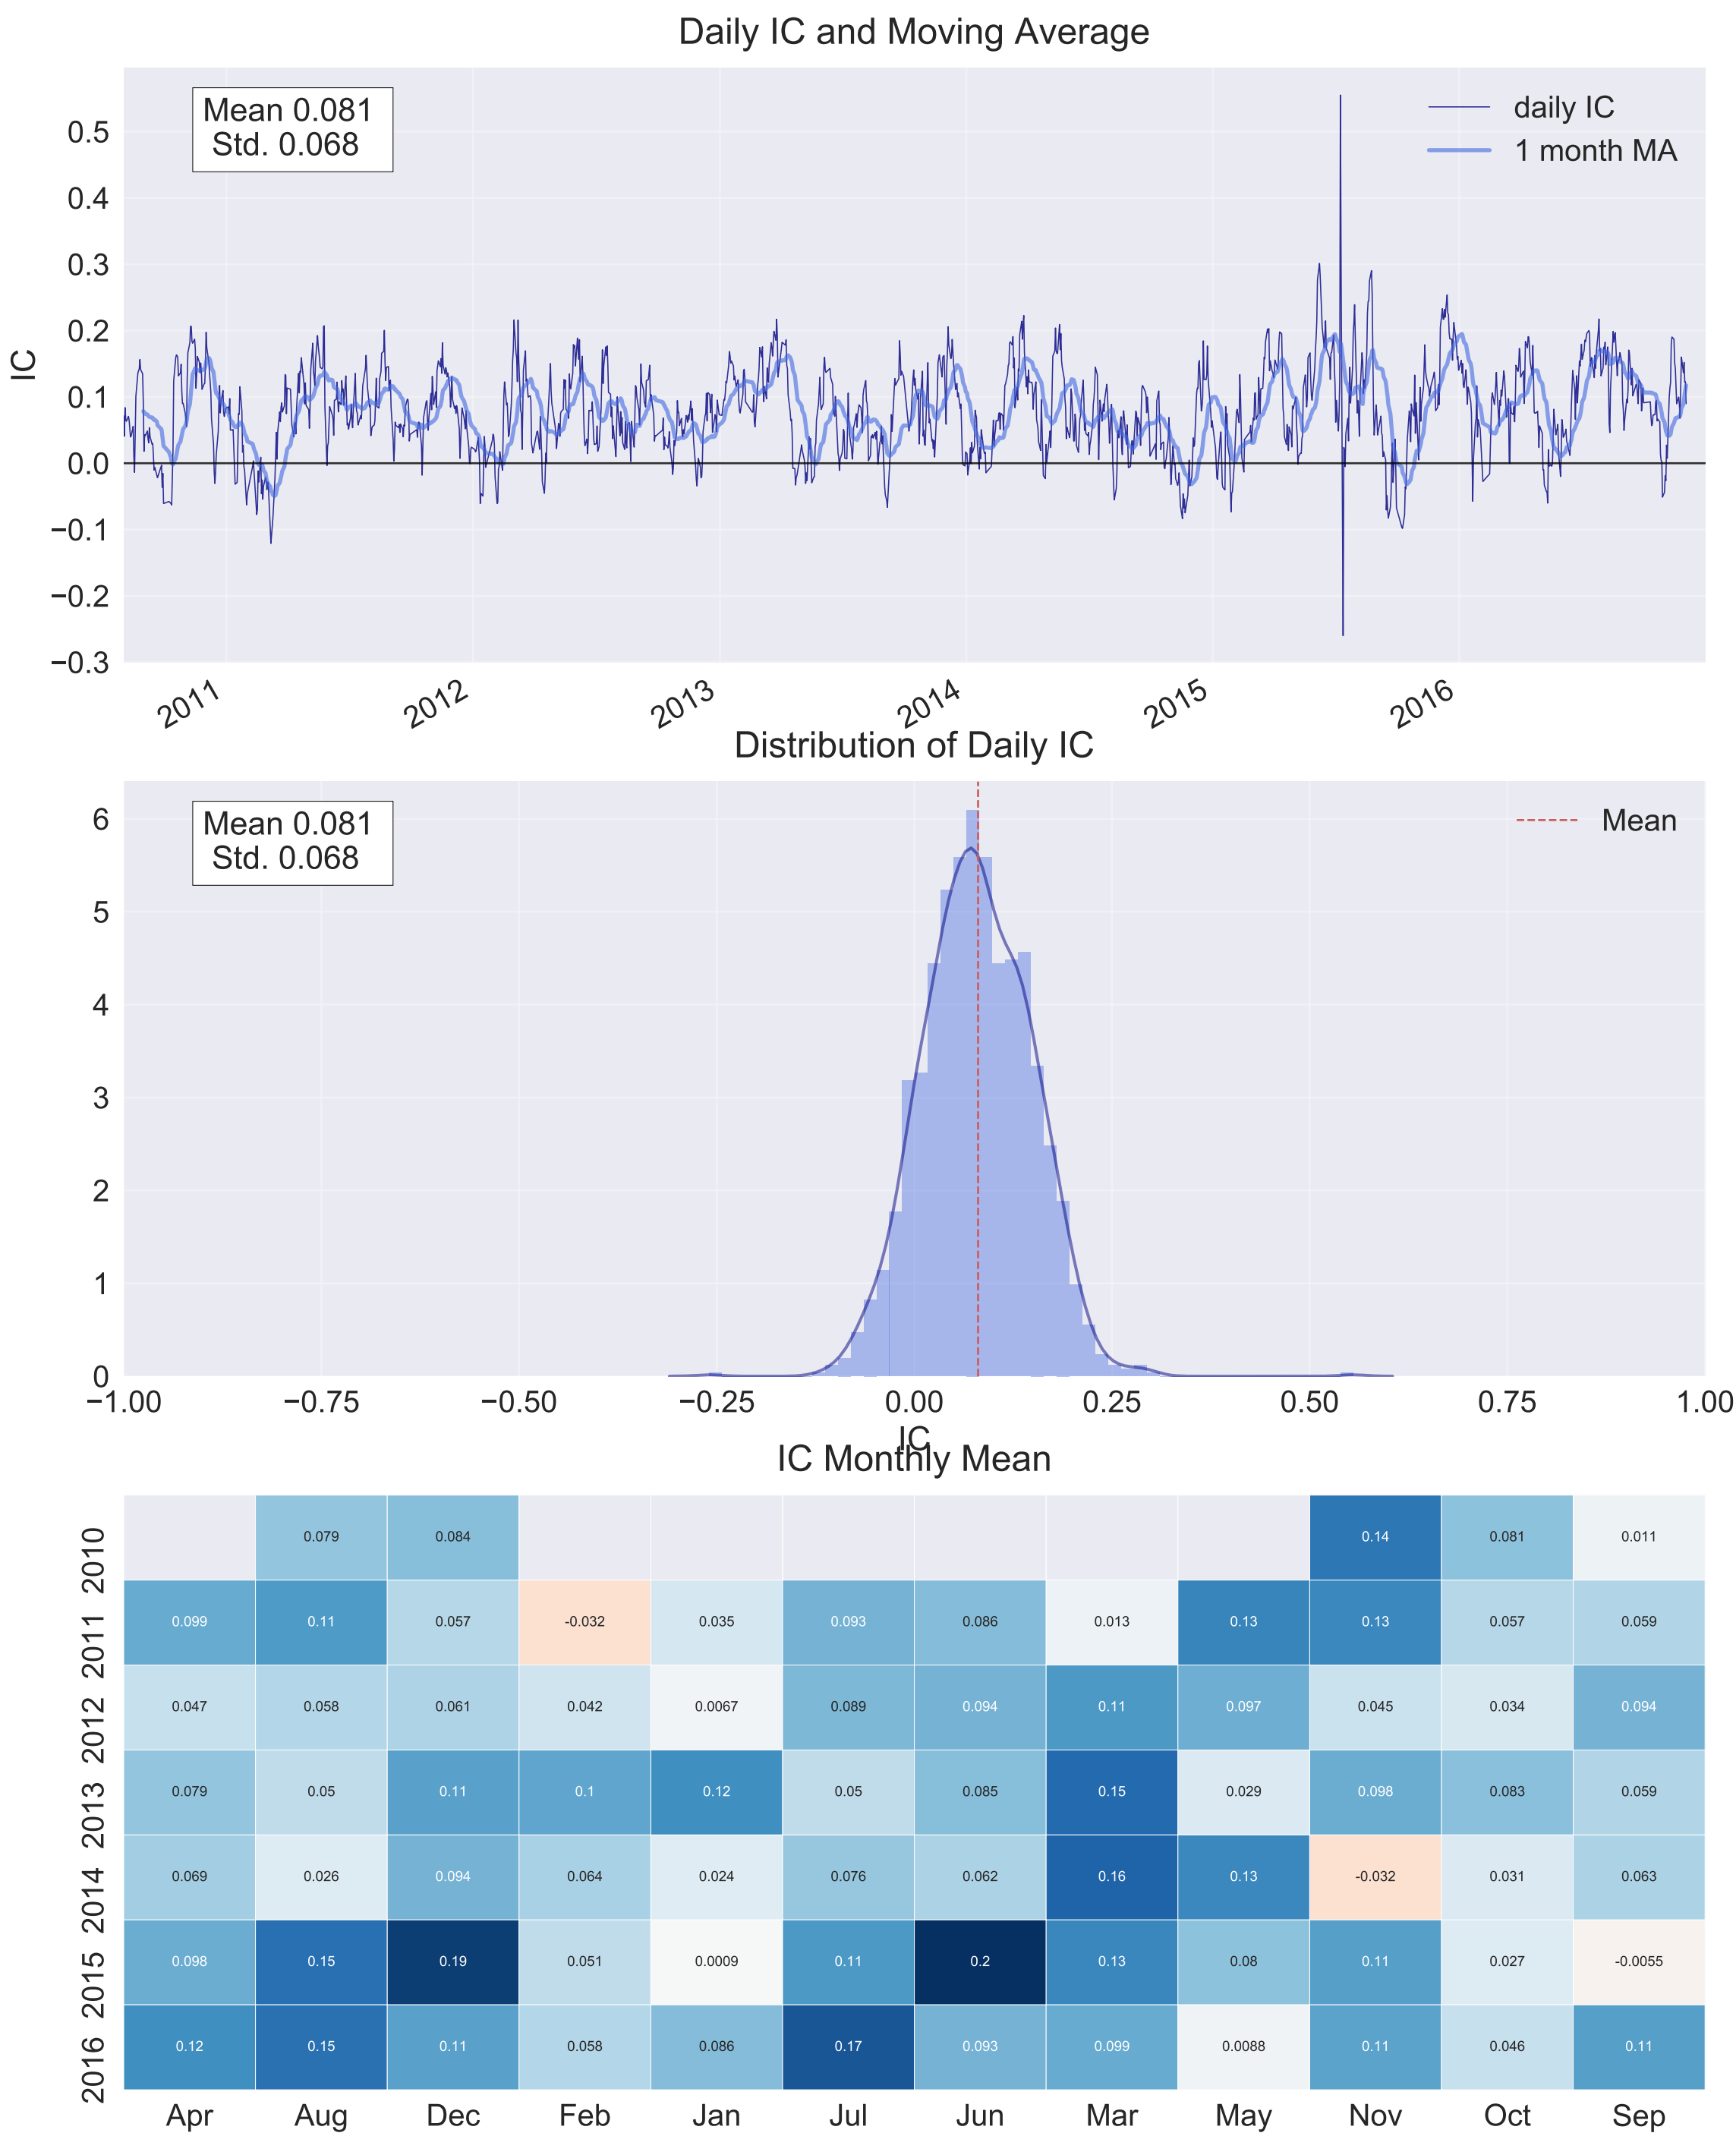 Daily IC and Moving Average
Mean 0.081
Std. 0.068
daily IC
1 month MA
IC
0.5
0.4
0.3
0.2
0.1
0.0
−0.1
−0.2
−0.3
2011 2012 2013 2014 2015 2016
Distribution of Daily IC
Mean 0.081
Std. 0.068
Mean
6
5
4
3
2
1
0
−1.00 −0.75 −0.50 −0.25 0.00 0.25 0.50 0.75 1.00
IC
IC Monthly Mean
2010 0.079 0.084 0.14 0.081 0.011
2011 0.099 0.11 0.057 -0.032 0.035 0.093 0.086 0.013 0.13 0.13 0.057 0.059
2012 0.047 0.058 0.061 0.042 0.0067 0.089 0.094 0.11 0.097 0.045 0.034 0.094
2013 0.079 0.05 0.11 0.1 0.12 0.05 0.085 0.15 0.029 0.098 0.083 0.059
2014 0.069 0.026 0.094 0.064 0.024 0.076 0.062 0.16 0.13 -0.032 0.031 0.063
2015 0.098 0.15 0.19 0.051 0.0009 0.11 0.2 0.13 0.08 0.11 0.027 -0.0055
2016 0.12 0.15 0.11 0.058 0.086 0.17 0.093 0.099 0.0088 0.11 0.046 0.11
Apr Aug Dec Feb Jan Jul Jun Mar May Nov Oct Sep